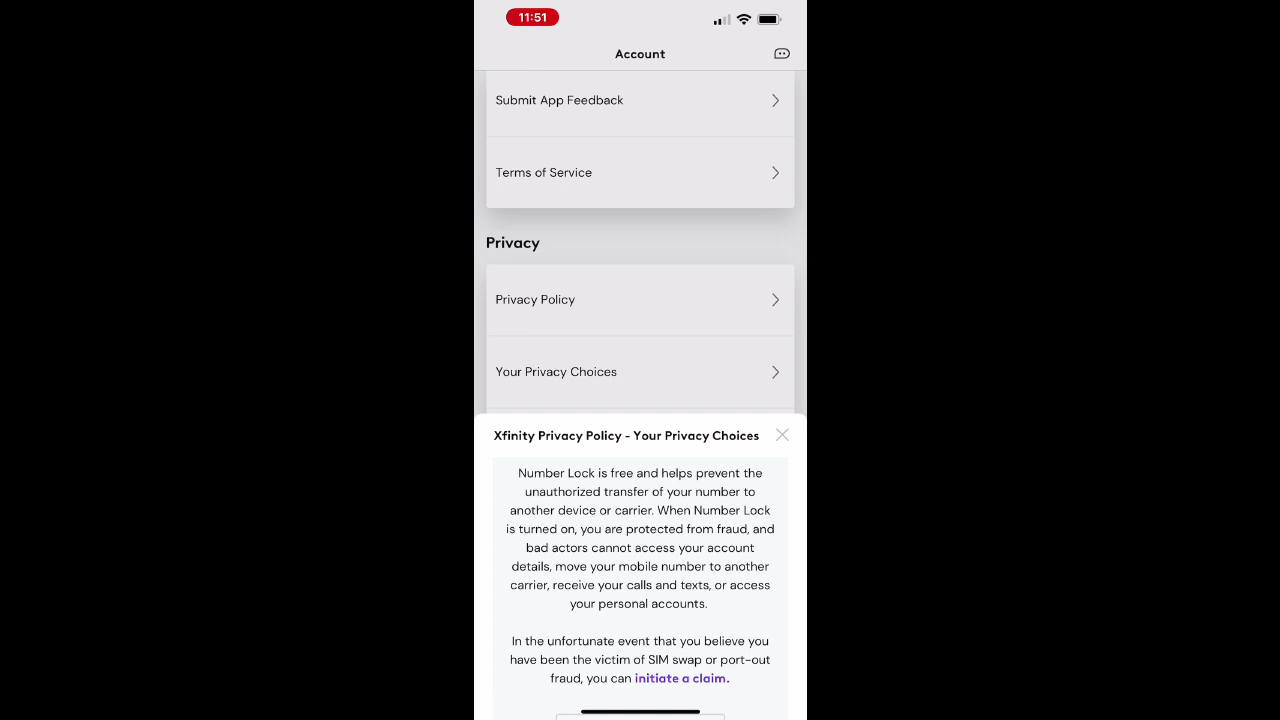 11:51
Account
Submit App Feedback
Terms of Service
Privacy
Privacy Policy
Your Privacy Choices
Xfinity Privacy Policy - Your Privacy Choices
Number Lock is free and helps prevent the
unauthorized transfer of your number to
another device or carrier. When Number Lock
is turned on, you are protected from fraud, and
bad actors cannot access your account
details, move your mobile number to another
carrier, receive your calls and texts, or access
your personal accounts.
In the unfortunate event that you believe you
have been the victim of SIM swap or port-out
fraud, you can initiate a claim.